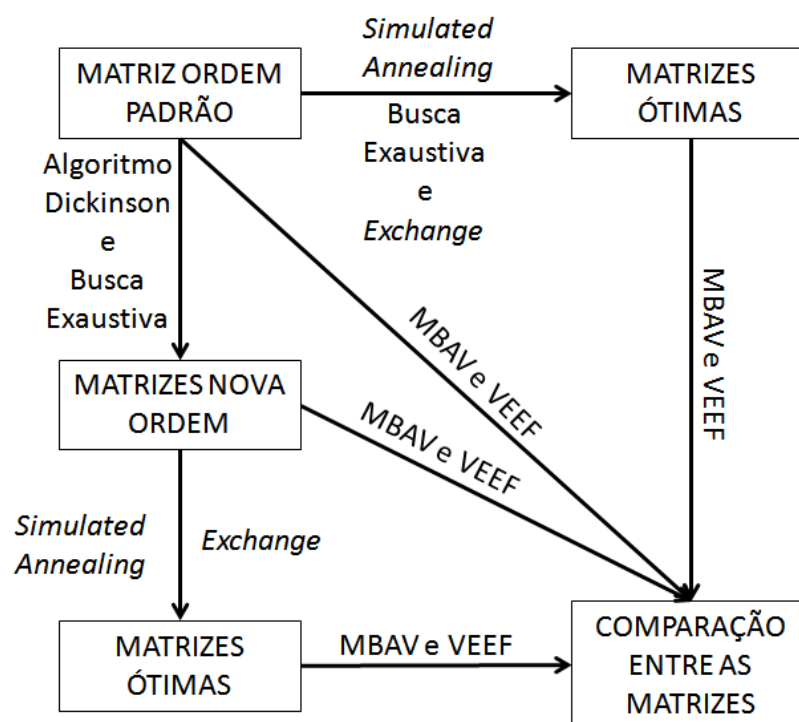 Simulated
Annealing
MATRIZ ORDEM
PADRÃO
MATRIZES
ÓTIMAS
Busca
Exaustiva
e
Exchange
Algoritmo
Dickinson
e
Busca
Exaustiva
MBAV e VEEF
MBAV e VEEF
MATRIZES NOVA
ORDEM
MBAV e VEEF
Simulated
Annealing
Exchange
MATRIZES
ÓTIMAS
MBAV e VEEF
COMPARAÇÃO
ENTRE AS
MATRIZES